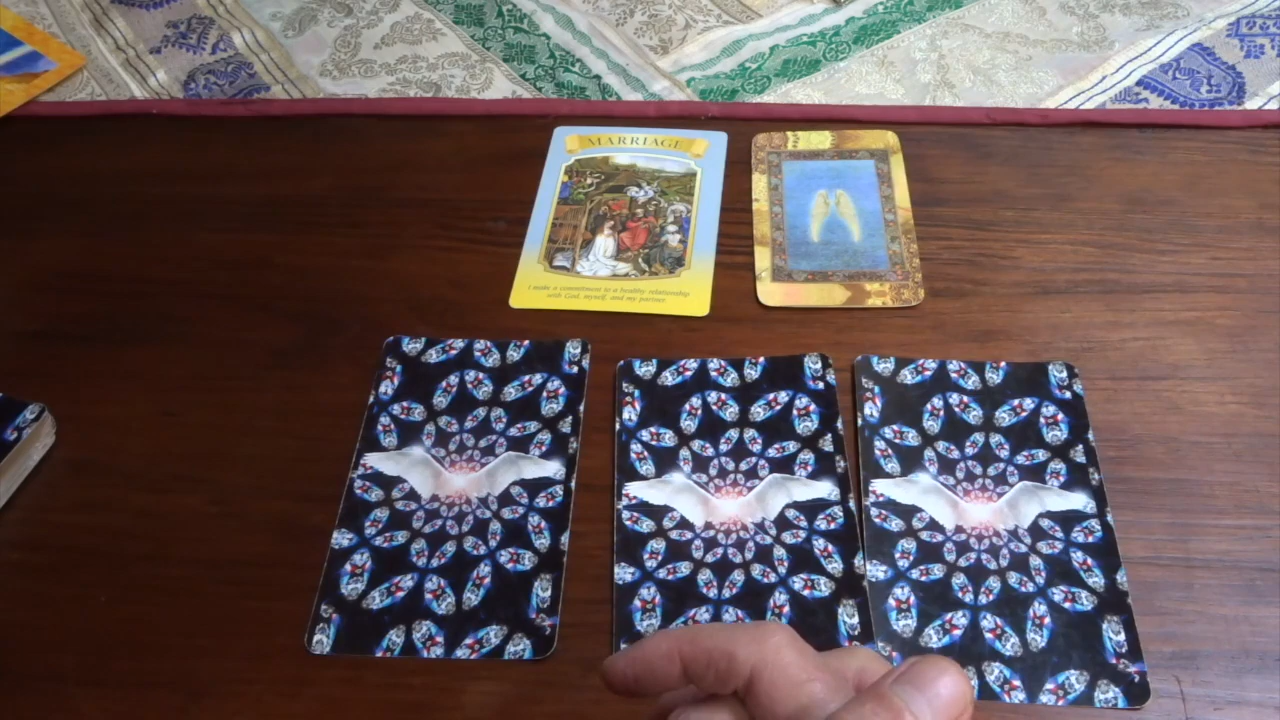 MARRIAGE
I make a commitment to a healthy relationship
with God, myself, and my partner.